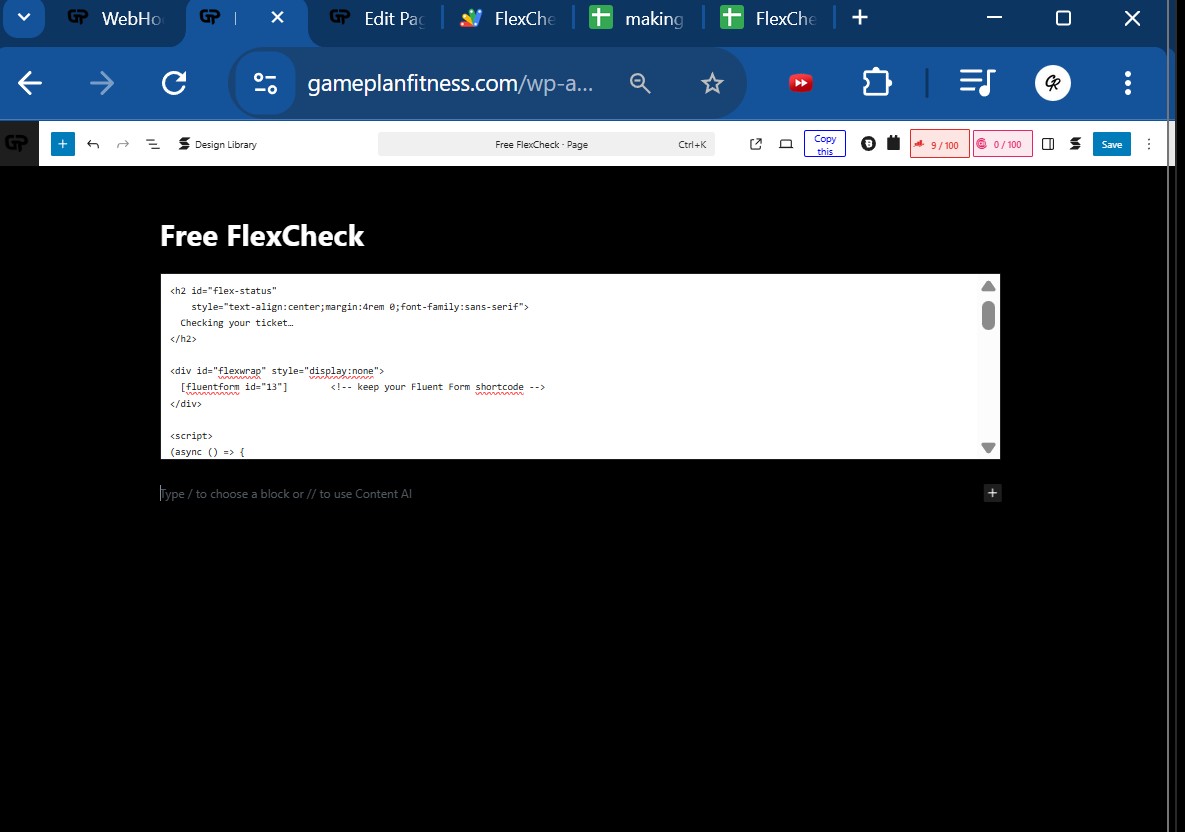 WebHo
Edit Pag
FlexChe
making
FlexChe
gameplanfitness.com/wp-a...
Design Library
Free FlexCheck · Page
Ctrl+K
Copy
this
9 / 100
0 / 100
Save
Free FlexCheck
<h2 id="flex-status"
style="text-align:center;margin:4rem 0;font-family:sans-serif">
Checking your ticket…
</h2>
<div id="flexwrap" style="display:none">
[fluentform id="13"] <!-- keep your Fluent Form shortcode -->
</div>
<script>
(async () => {
Type / to choose a block or // to use Content AI